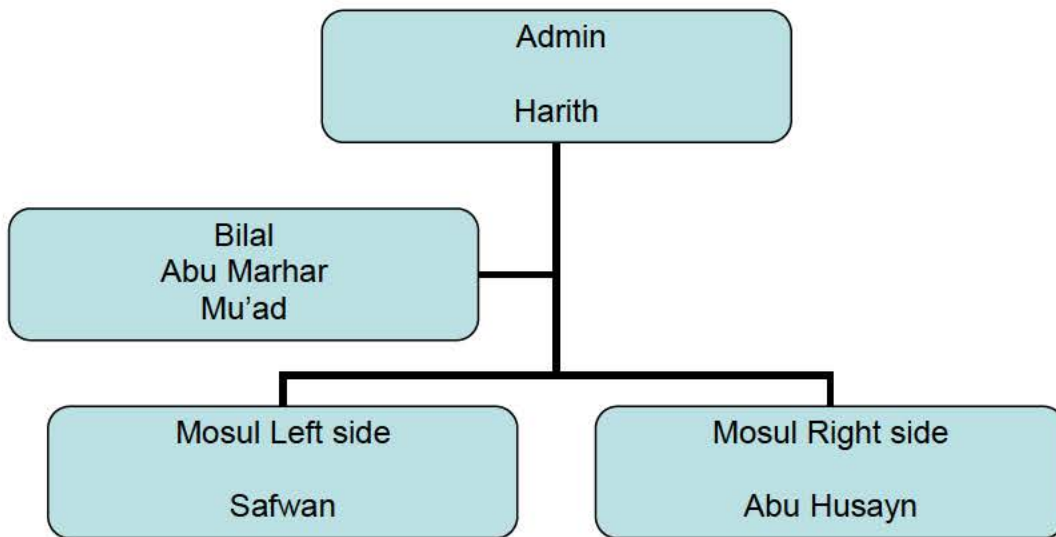 Admin
Harith
Bilal
Abu Marhar
Mu’ad
Mosul Left side
Safwan
Mosul Right side
Abu Husayn